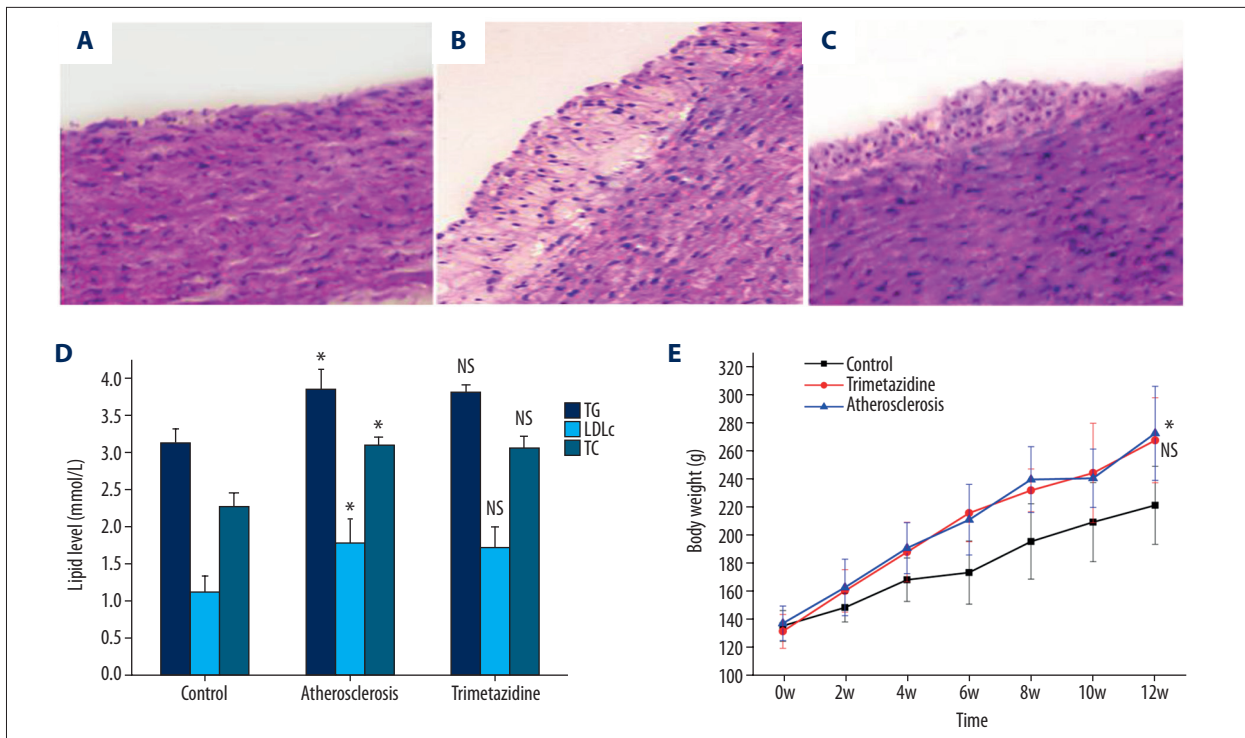 A
B
C
D
Lipid level (mmol/L)
4.0
3.5
3.0
2.5
2.0
1.5
1.0
0.0
*
*
*
NS
NS
NS
TG
LDLc
TC
Control
Atherosclerosis
Trimetazidine
E
Body weight (g)
320
300
280
260
240
220
200
180
160
140
120
100
Control
Trimetazidine
Atherosclerosis
*
NS
0w
2w
4w
6w
8w
10w
12w
Time